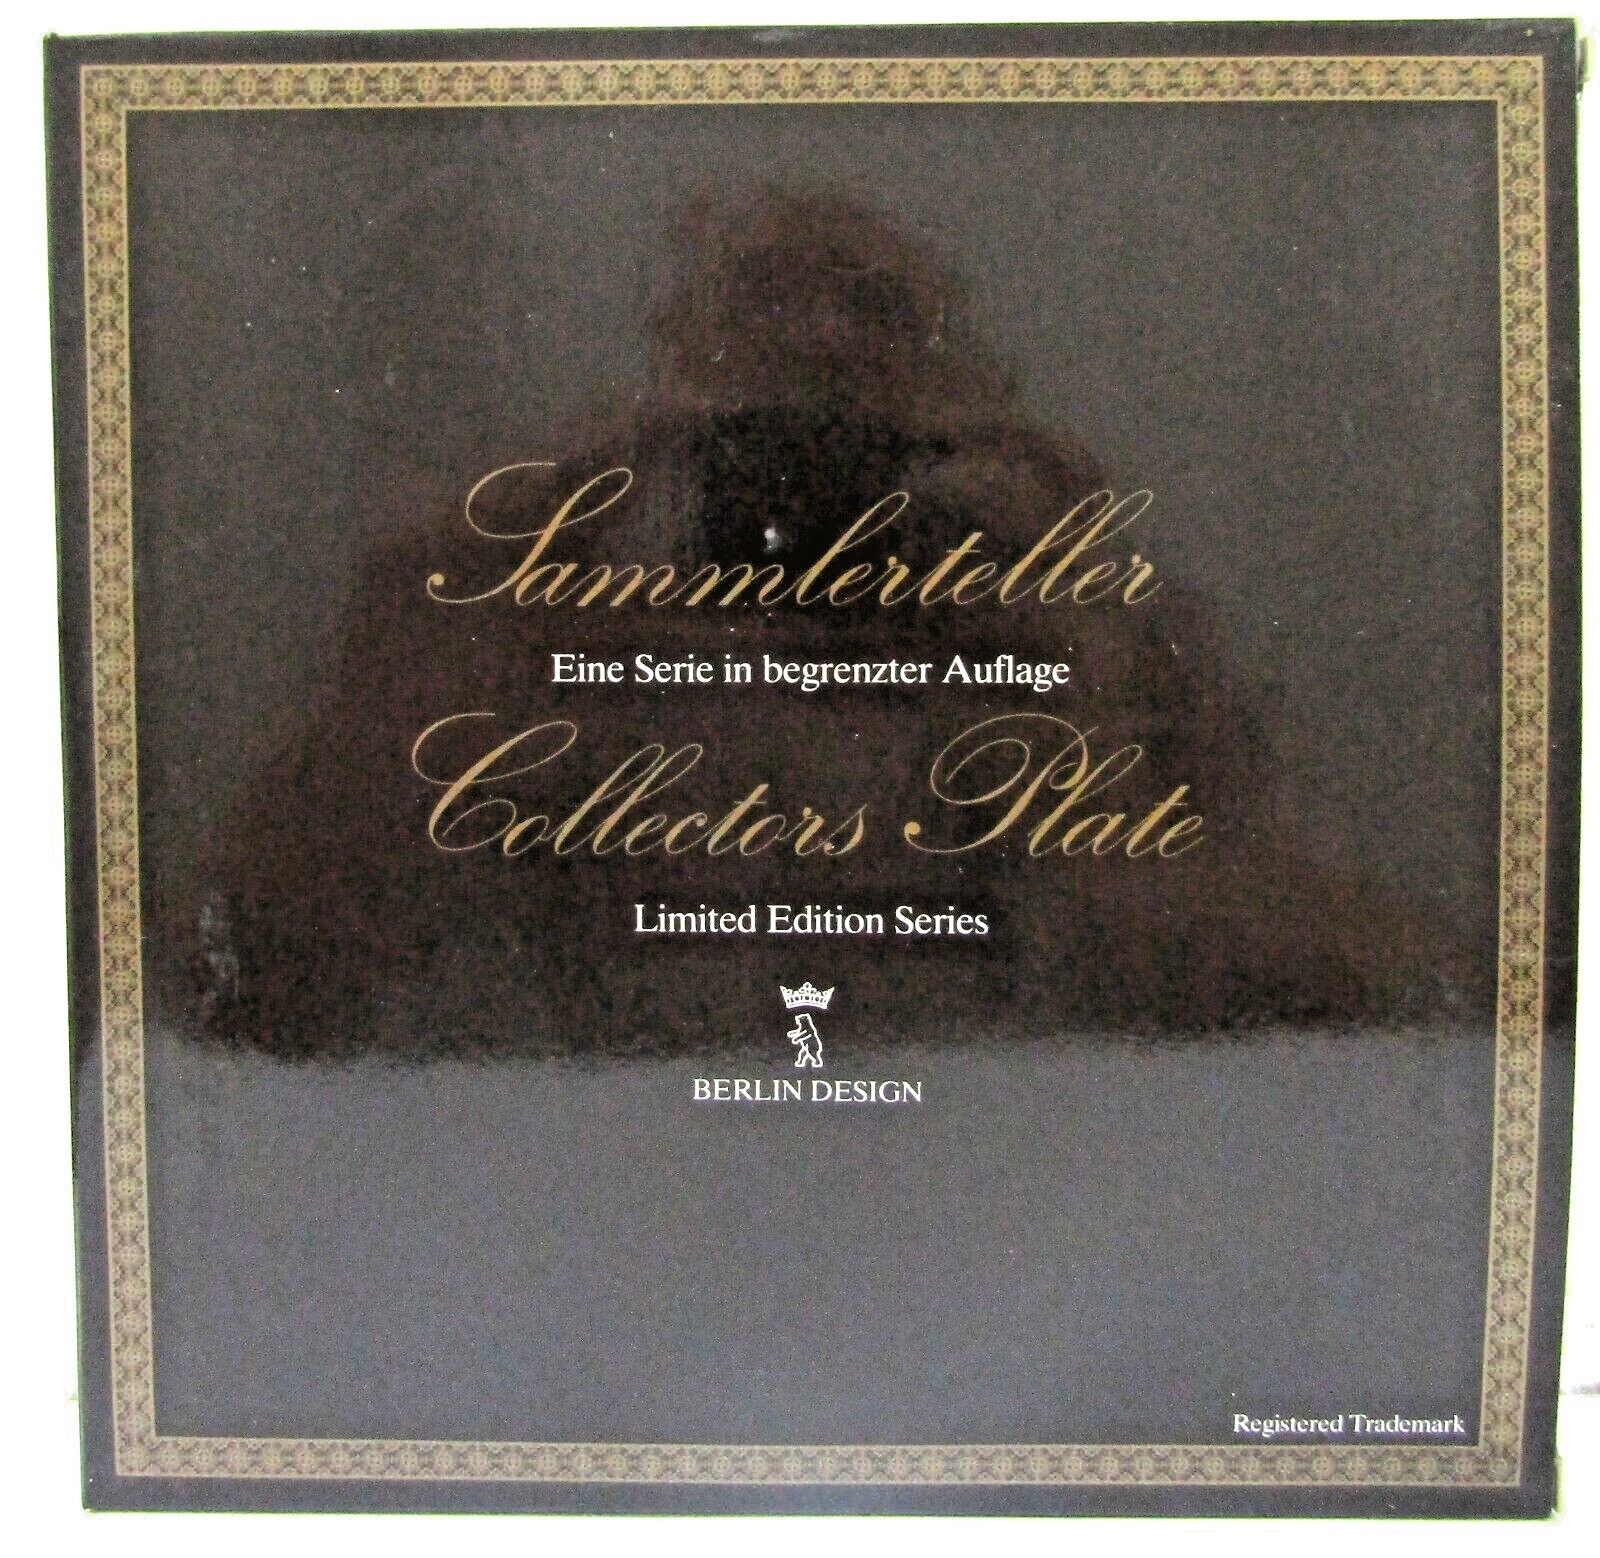 Sammlerteller
Eine Serie in begrenzter Auflage
Collectors Plate
Limited Edition Series
BERLIN DESIGN
Registered Trademark